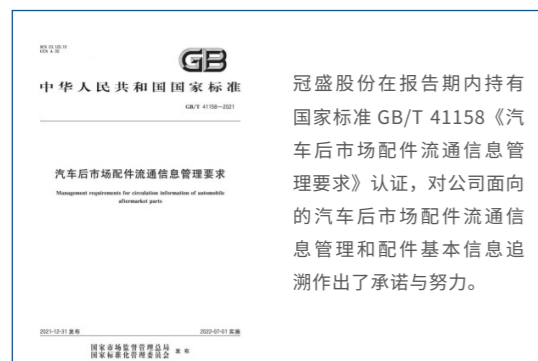 GB
中华人民共和国国家标准
GB/T 41158—2021
汽车后市场配件流通信息管理要求
Management requirements for circulation information of automobile
aftermarket parts
2021-12-31 发布
2022-07-01 实施
国家市场监督管理总局
国家标准化管理委员会 发布
冠盛股份在报告期内持有
国家标准 GB/T 41158《汽
车后市场配件流通信息管
理要求》认证，对公司面向
的汽车后市场配件流通信
息管理和配件基本信息追
溯作出了承诺与努力。